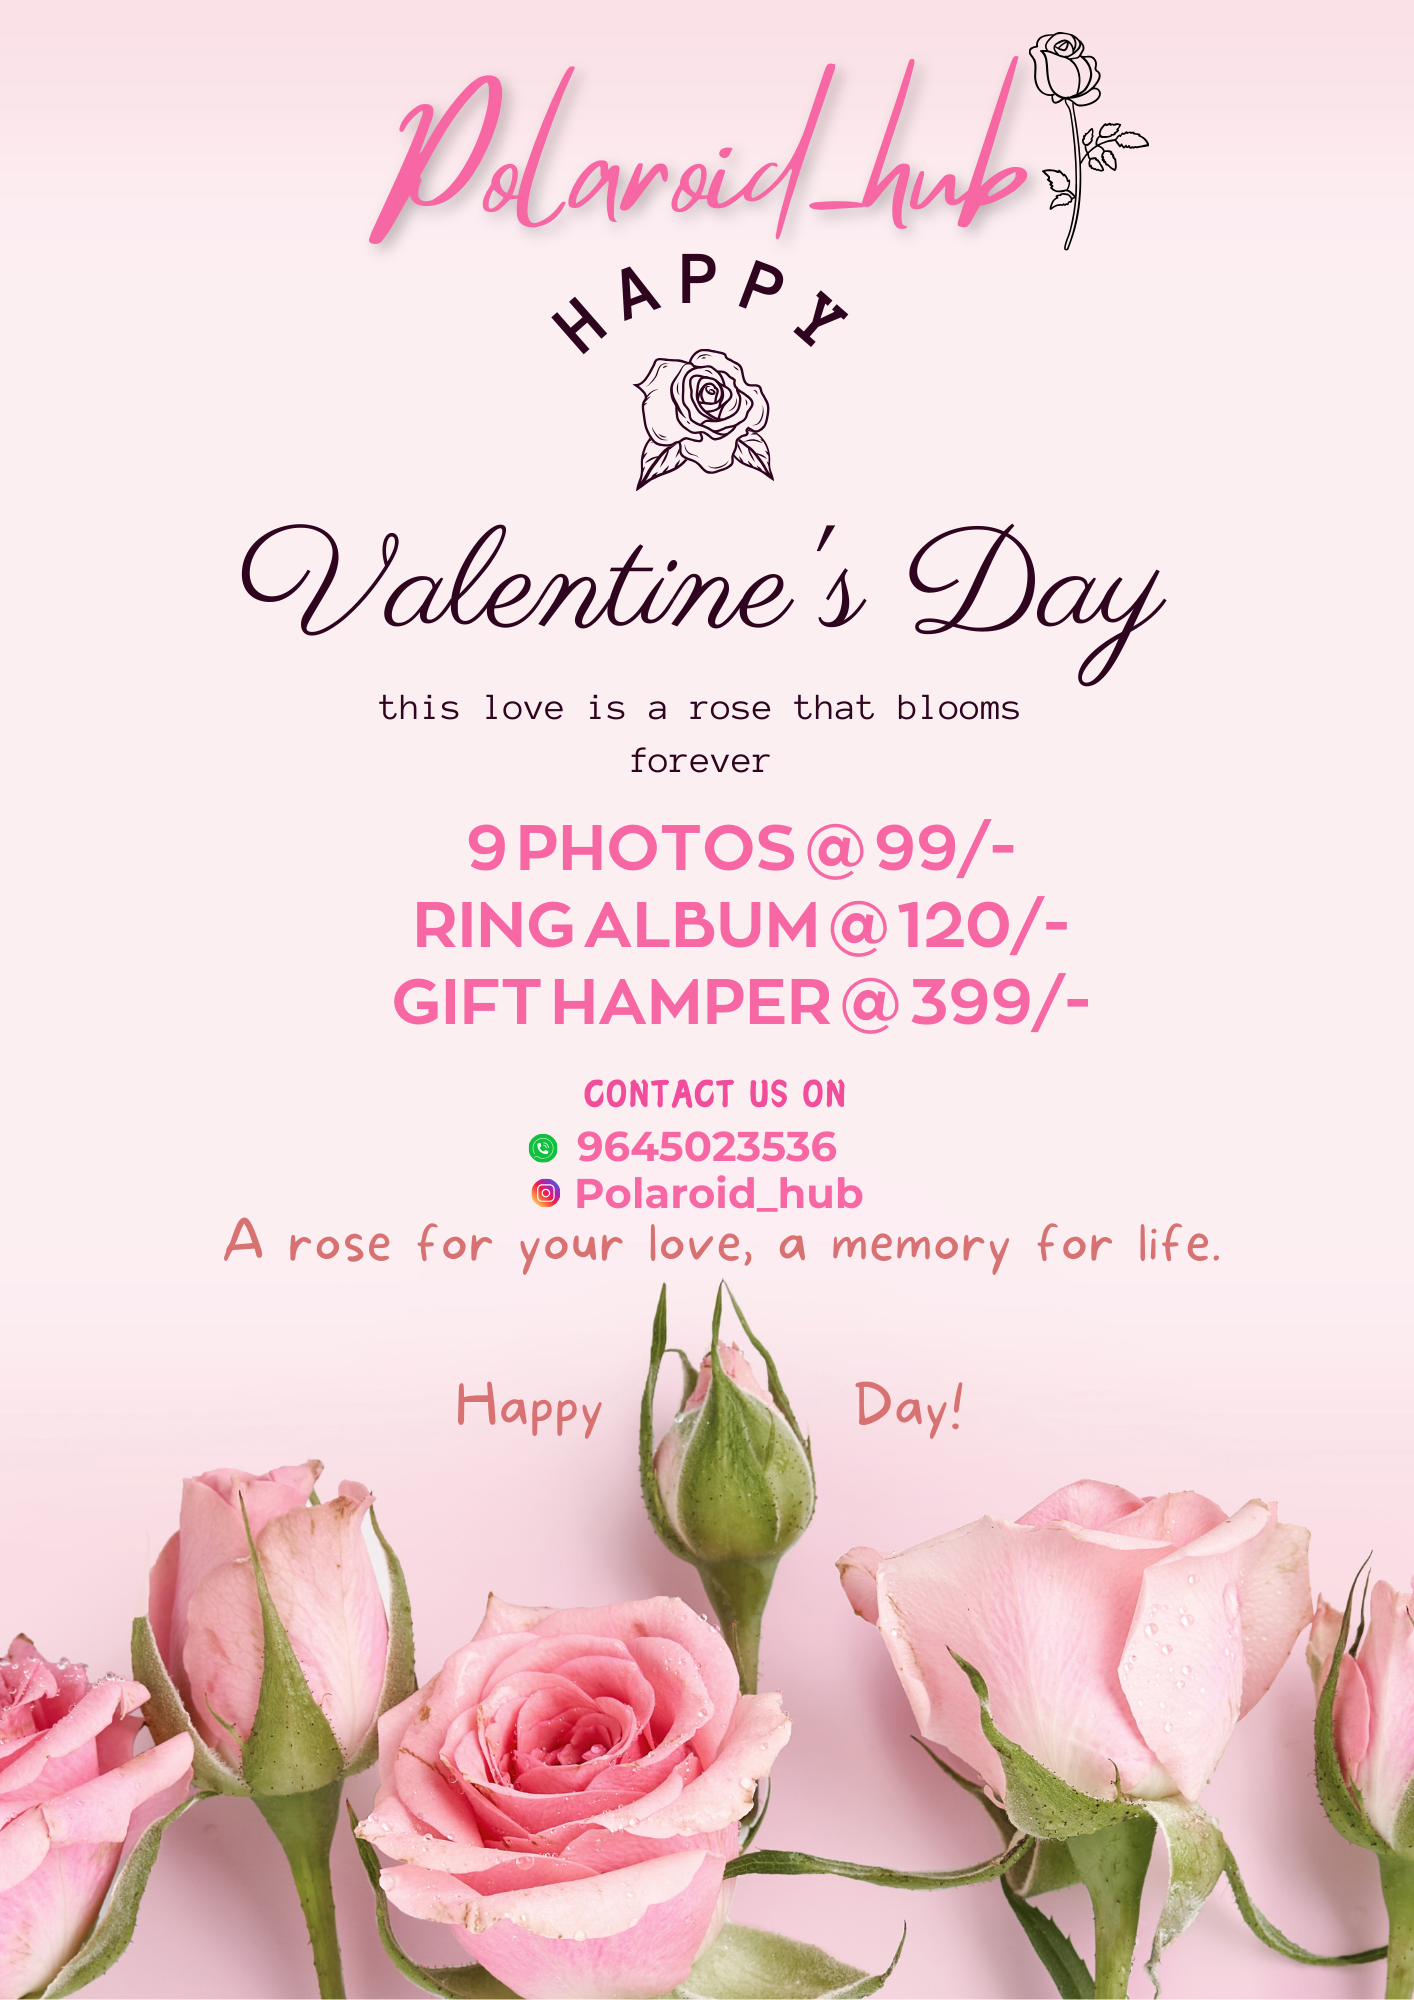 Polaroid_hub
HAPPY
Valentine's Day
this love is a rose that blooms
forever
9 PHOTOS @ 99/-
RING ALBUM @ 120/-
GIFT HAMPER @ 399/-
CONTACT US ON
9645023536
Polaroid_hub
A rose for your love, a memory for life.
Happy Day!